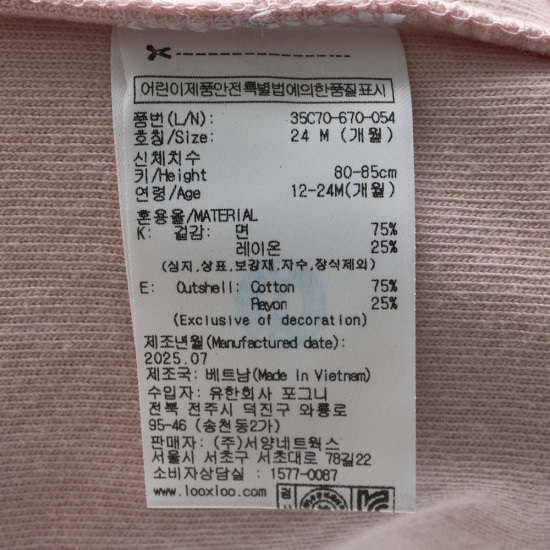 어린이제품안전특별법에의한품질표시
품번(L/N): 35C70-670-054
호칭/Size: 24 M (개월)
신체치수
키/Height 80-85cm
연령/Age 12-24M(개월)
혼용율/MATERIAL
K: 겉감: 면 75%
레이온 25%
(심지,상표,보강재,자수,장식제외)
E: Outshell: Cotton 75%
Rayon 25%
(Exclusive of decoration)
제조년월(Manufactured date):
2025.07
제조국: 베트남(Made In Vietnam)
수입자: 유한회사 포그니
전북 전주시 덕진구 와룡로
95-46 (송천동2가)
판매자: (주)서양네트웍스
서울시 서초구 서초대로 78길22
소비자상담실 : 1577-0087
www.looxloo.com